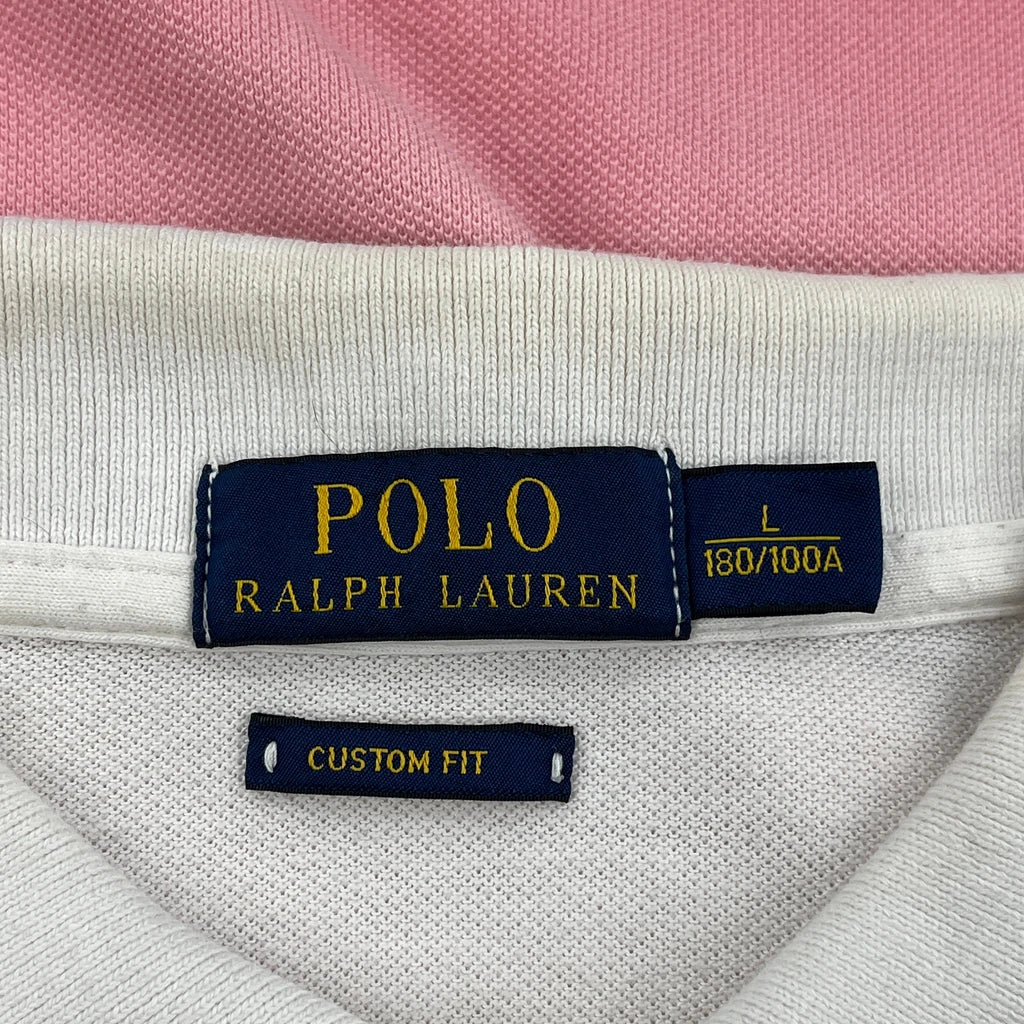 POLO
RALPH LAUREN
L
180/100A
CUSTOM FIT